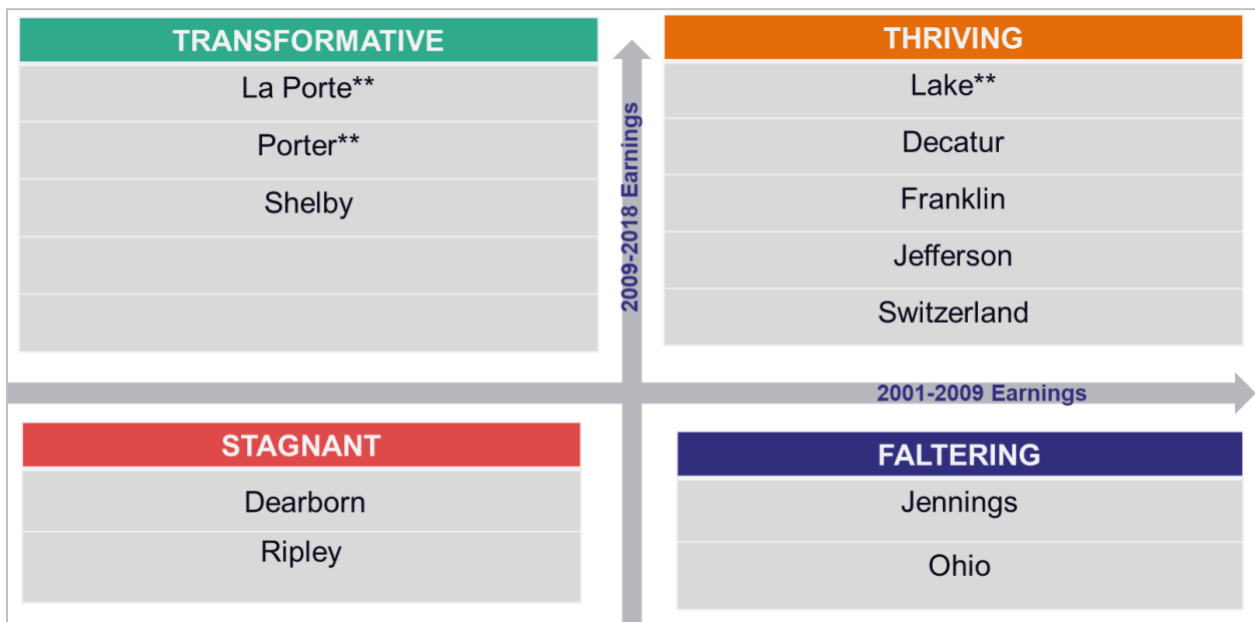 TRANSFORMATIVE
La Porte**
Porter**
Shelby
2009-2018 Earnings
THRIVING
Lake**
Decatur
Franklin
Jefferson
Switzerland
2001-2009 Earnings
STAGNANT
Dearborn
Ripley
FALTERING
Jennings
Ohio